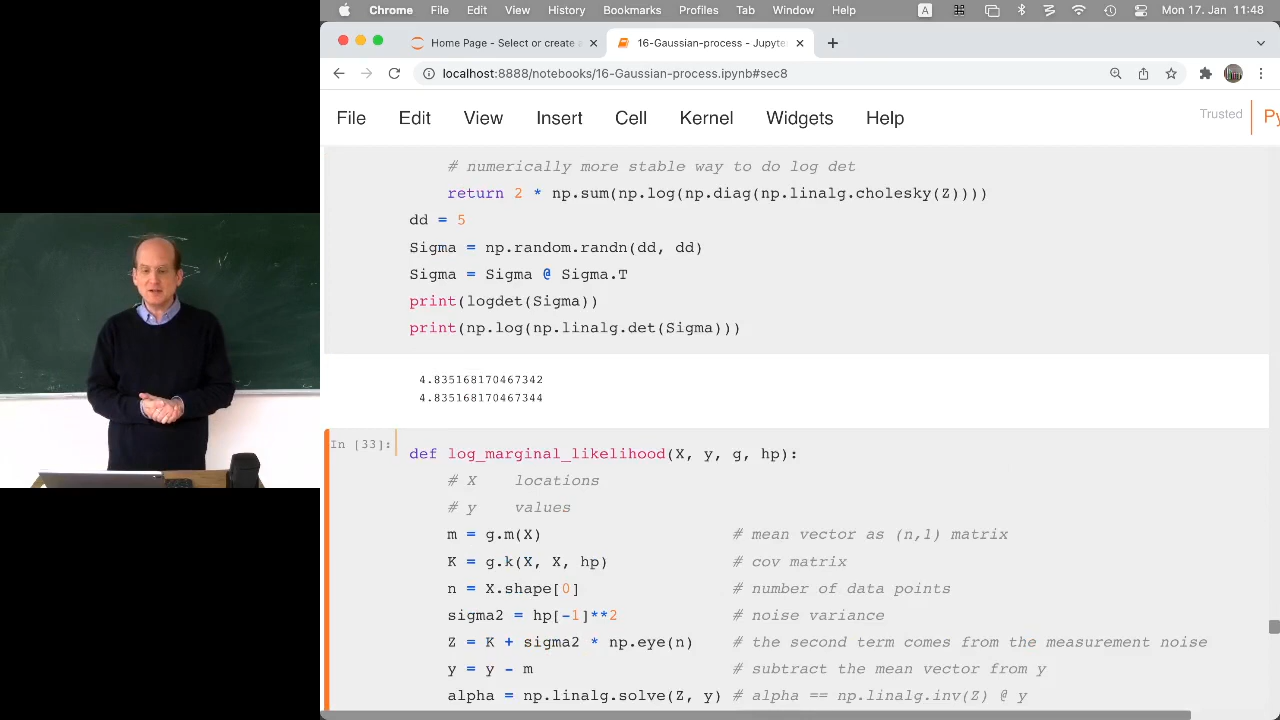 Chrome File Edit View History Bookmarks Profiles Tab Window Help A Mon 17. Jan 11:48
Home Page - Select or create 16-Gaussian-process - Jupyte
localhost:8888/notebooks/16-Gaussian-process.ipynb#sec8
File Edit View Insert Cell Kernel Widgets Help Trusted Py
# numerically more stable way to do log det
return 2 * np.sum(np.log(np.diag(np.linalg.cholesky(Z))))
dd = 5
Sigma = np.random.randn(dd, dd)
Sigma = Sigma @ Sigma.T
print(logdet(Sigma))
print(np.log(np.linalg.det(Sigma)))
4.835168170467342
4.835168170467344
In [33]: def log_marginal_likelihood(X, y, g, hp):
# X locations
# y values
m = g.m(X) # mean vector as (n,1) matrix
K = g.k(X, X, hp) # cov matrix
n = X.shape[0] # number of data points
sigma2 = hp[-1]**2 # noise variance
Z = K + sigma2 * np.eye(n) # the second term comes from the measurement noise
y = y - m # subtract the mean vector from y
alpha = np.linalg.solve(Z, y) # alpha == np.linalg.inv(Z) @ y